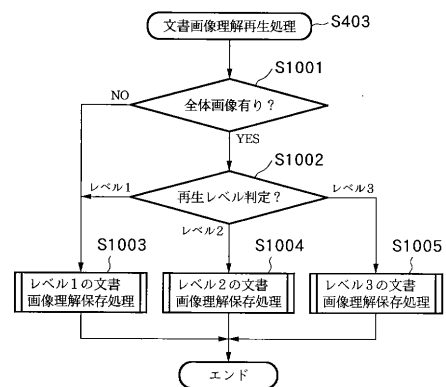 文書画像理解再生処理
S403
S1001
NO
全体画像有り？
YES
S1002
レベル1
再生レベル判定？
レベル3
レベル2
S1003
S1004
S1005
レベル1の文書
画像理解保存処理
レベル2の文書
画像理解保存処理
レベル3の文書
画像理解保存処理
エンド